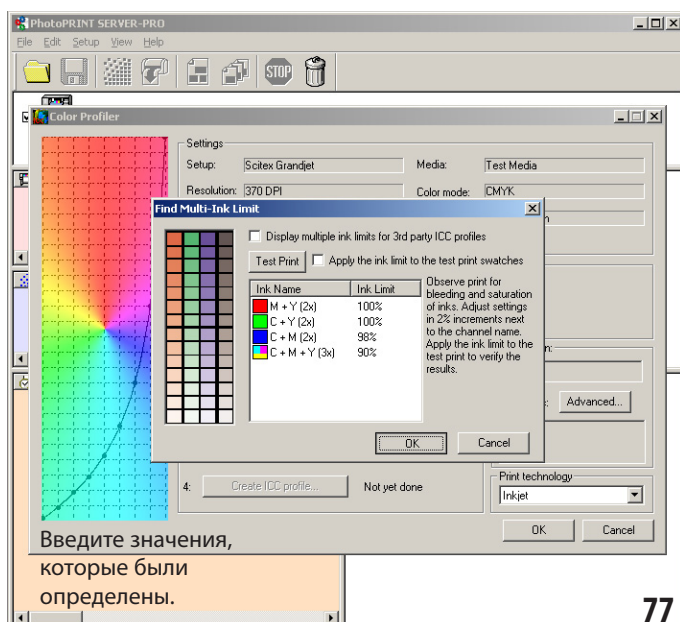 PhotoPRINT SERVER-PRO
File Edit Setup View Help
STOP
Color Profiler
Settings
Setup: Scitex Grandjet Media: Test Media
Resolution: 370 DPI Color mode: CMYK
Find Multi-Ink Limit
Display multiple ink limits for 3rd party ICC profiles
Test Print Apply the ink limit to the test print swatches
Ink Name Ink Limit
M + Y (2x) 100%
C + Y (2x) 100%
C + M (2x) 98%
C + M + Y (3x) 90%
Observe print for
bleeding and saturation
of inks. Adjust settings
in 2% increments next
to the channel name.
Apply the ink limit to the
test print to verify the
results.
Advanced...
OK Cancel
4: Create ICC profile... Not yet done
Print technology
Inkjet
OK Cancel
Введите значения,
которые были
определены.
77